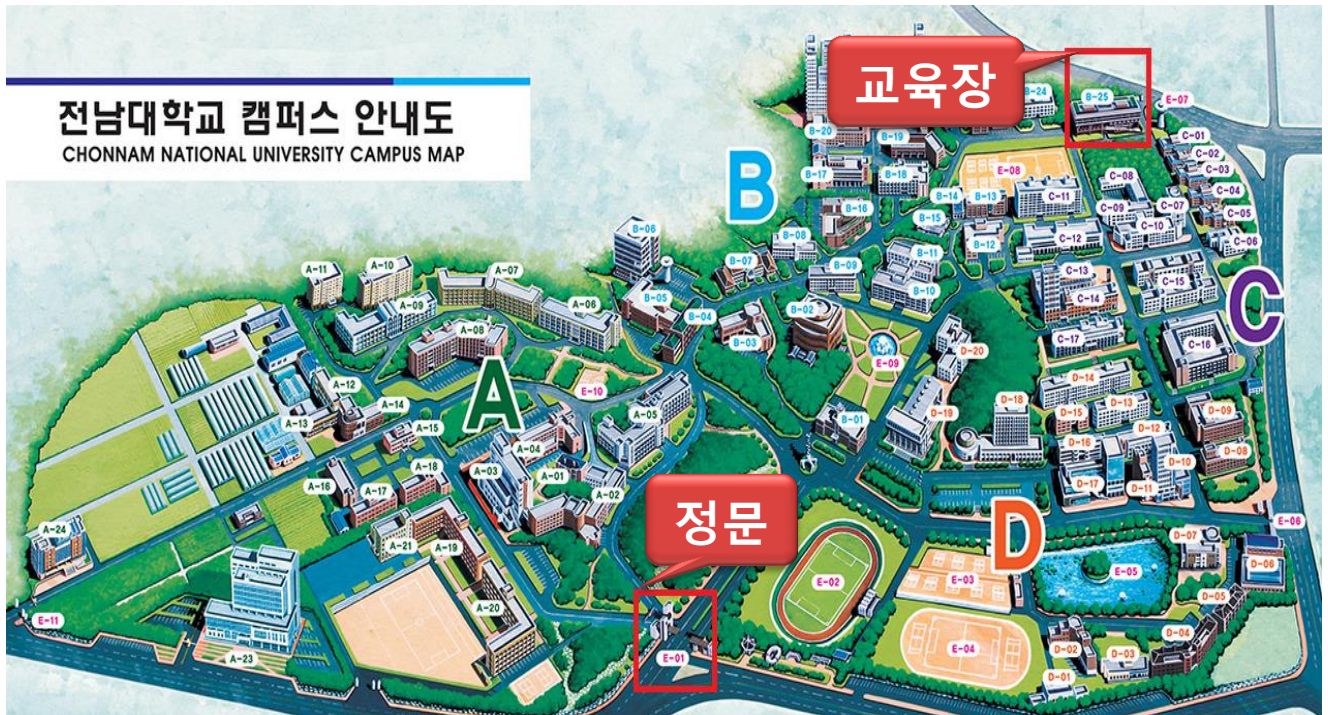 전남대학교 캠퍼스 안내도
CHONNAM NATIONAL UNIVERSITY CAMPUS MAP
교육장
정문
A
B
C
D
B-24
B-25
E-07
C-01
C-02
C-03
C-04
C-05
C-06
C-07
C-08
C-09
C-10
C-11
C-12
C-13
C-14
C-15
C-16
C-17
B-20
B-19
B-17
B-18
E-08
B-14
B-13
B-16
B-15
B-12
B-06
B-08
B-07
B-09
B-11
B-10
B-05
B-04
B-03
B-02
B-01
E-09
A-11
A-10
A-07
A-09
A-06
A-08
E-10
A-05
A-12
A-14
A-13
A-15
A-04
A-03
A-01
A-02
A-18
A-16
A-17
A-24
A-21
A-19
A-20
A-23
E-11
E-01
D-20
D-19
D-18
D-14
D-15
D-13
D-09
D-12
D-16
D-08
D-10
D-17
D-11
E-06
E-02
E-03
E-05
D-07
D-06
D-05
E-04
D-04
D-02
D-03
D-01